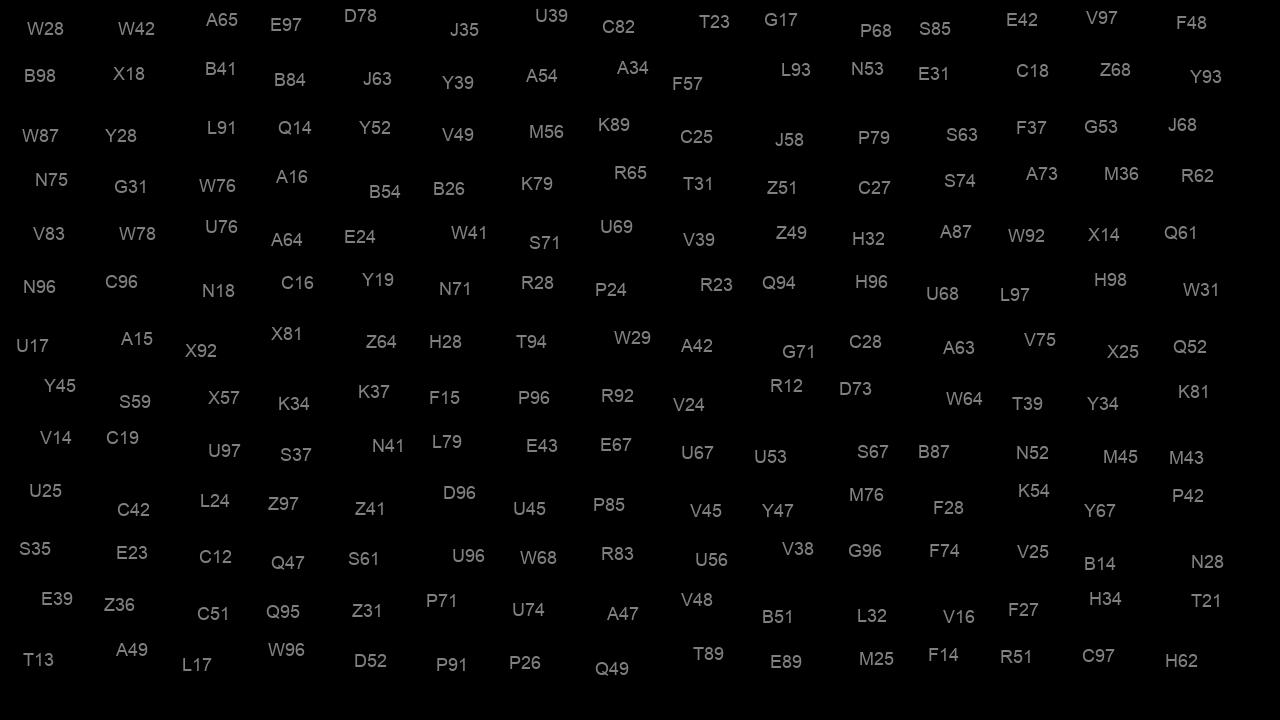 W28 W42 A65 E97 D78 J35 U39 C82 T23 G17 P68 S85 E42 V97 F48
B98 X18 B41 B84 J63 Y39 A54 A34 F57 L93 N53 E31 C18 Z68 Y93
W87 Y28 L91 Q14 Y52 V49 M56 K89 C25 J58 P79 S63 F37 G53 J68
N75 G31 W76 A16 B54 B26 K79 R65 T31 Z51 C27 S74 A73 M36 R62
V83 W78 U76 A64 E24 W41 S71 U69 V39 Z49 H32 A87 W92 X14 Q61
N96 C96 N18 C16 Y19 N71 R28 P24 R23 Q94 H96 U68 L97 H98 W31
U17 A15 X92 X81 Z64 H28 T94 W29 A42 G71 C28 A63 V75 X25 Q52
Y45 S59 X57 K34 K37 F15 P96 R92 V24 R12 D73 W64 T39 Y34 K81
V14 C19 U97 S37 N41 L79 E43 E67 U67 U53 S67 B87 N52 M45 M43
U25 C42 L24 Z97 Z41 D96 U45 P85 V45 Y47 M76 F28 K54 Y67 P42
S35 E23 C12 Q47 S61 U96 W68 R83 U56 V38 G96 F74 V25 B14 N28
E39 Z36 C51 Q95 Z31 P71 U74 A47 V48 B51 L32 V16 F27 H34 T21
T13 A49 L17 W96 D52 P91 P26 Q49 T89 E89 M25 F14 R51 C97 H62